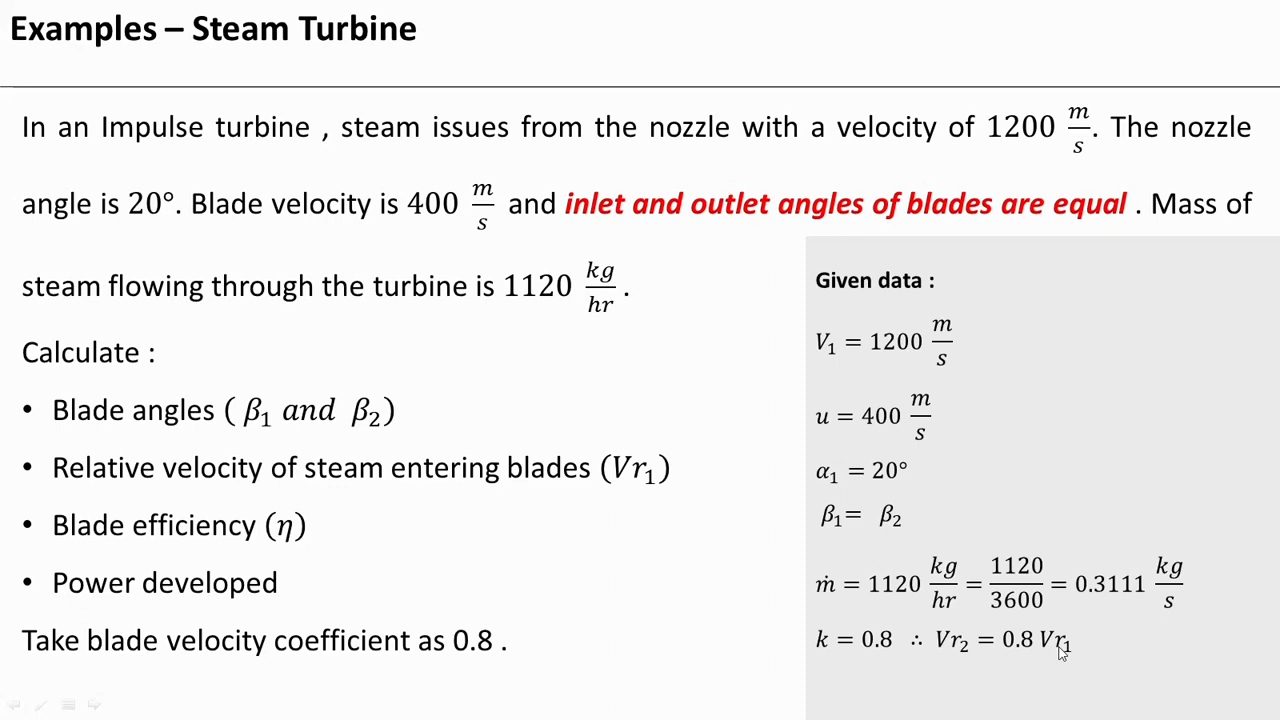 Examples – Steam Turbine
In an Impulse turbine , steam issues from the nozzle with a velocity of 1200 m/s. The nozzle
angle is 20°. Blade velocity is 400 m/s and inlet and outlet angles of blades are equal . Mass of
steam flowing through the turbine is 1120 kg/hr .
Calculate :
• Blade angles ( β₁ and β₂)
• Relative velocity of steam entering blades (Vr₁)
• Blade efficiency (η)
• Power developed
Take blade velocity coefficient as 0.8 .
Given data :
V₁ = 1200 m/s
u = 400 m/s
α₁ = 20°
β₁= β₂
ṁ = 1120 kg/hr = 1120/3600 = 0.3111 kg/s
k = 0.8 ∴ Vr₂ = 0.8 Vr₁